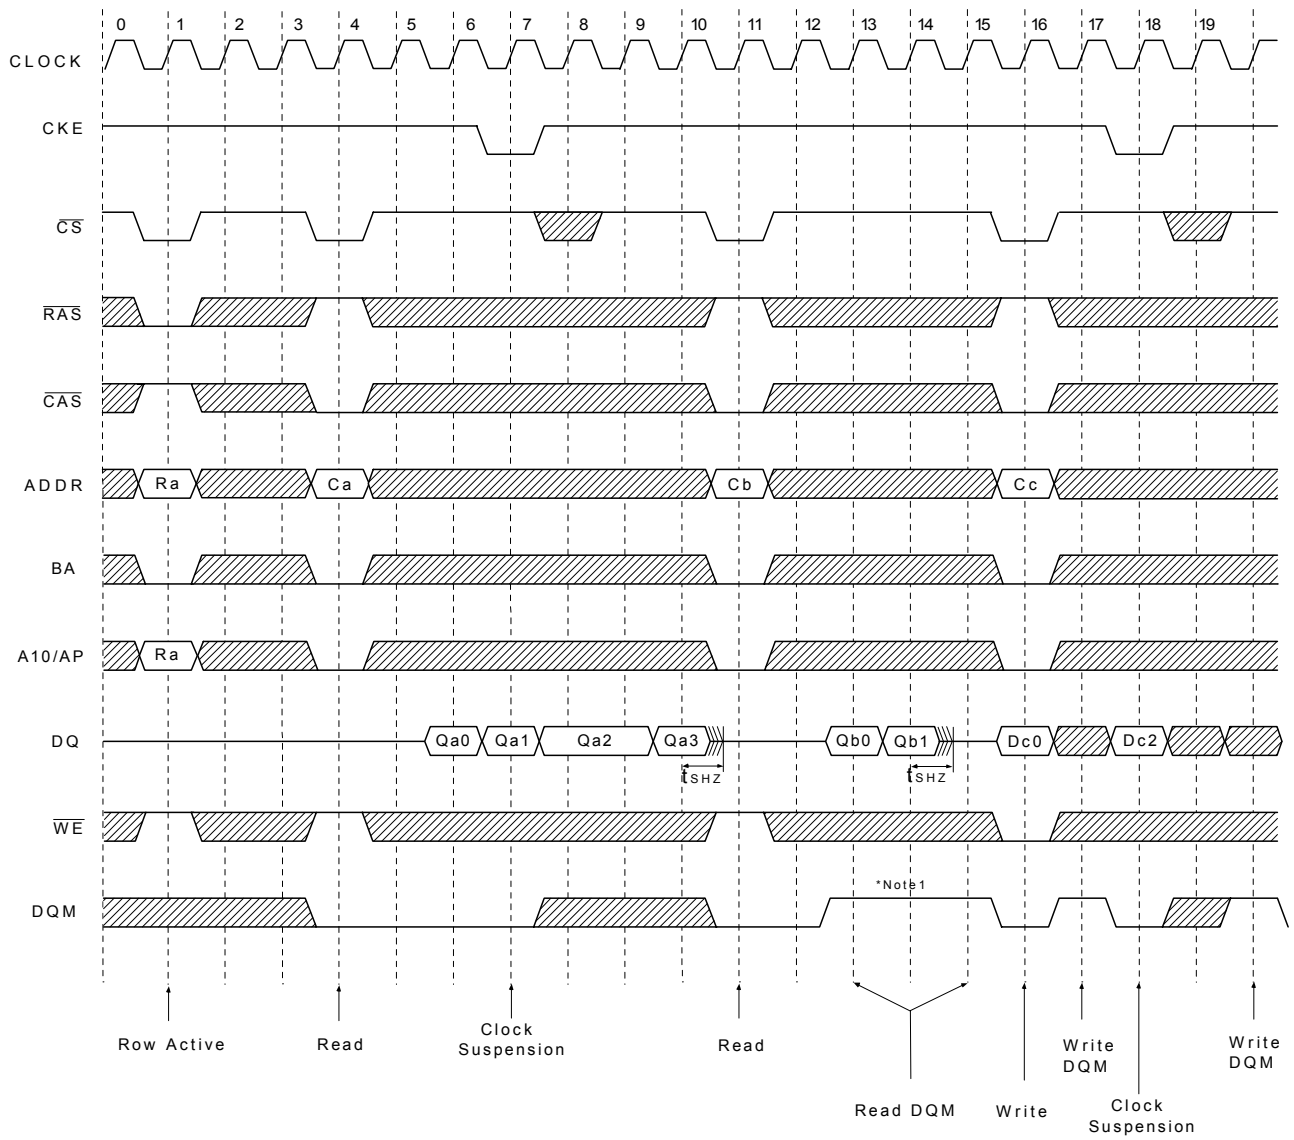 0 1 2 3 4 5 6 7 8 9 10 11 12 13 14 15 16 17 18 19
CLOCK
CKE
CS
RAS
CAS
ADDR Ra Ca Cb Cc
BA
A10/AP Ra
DQ Qa0 Qa1 Qa2 Qa3 Qb0 Qb1 Dc0 Dc2
tSHZ tSHZ
WE
*Note1
DQM
Row Active
Read
Clock
Suspension
Read
Write
DQM
Write
DQM
Read DQM
Write
Clock
Suspension